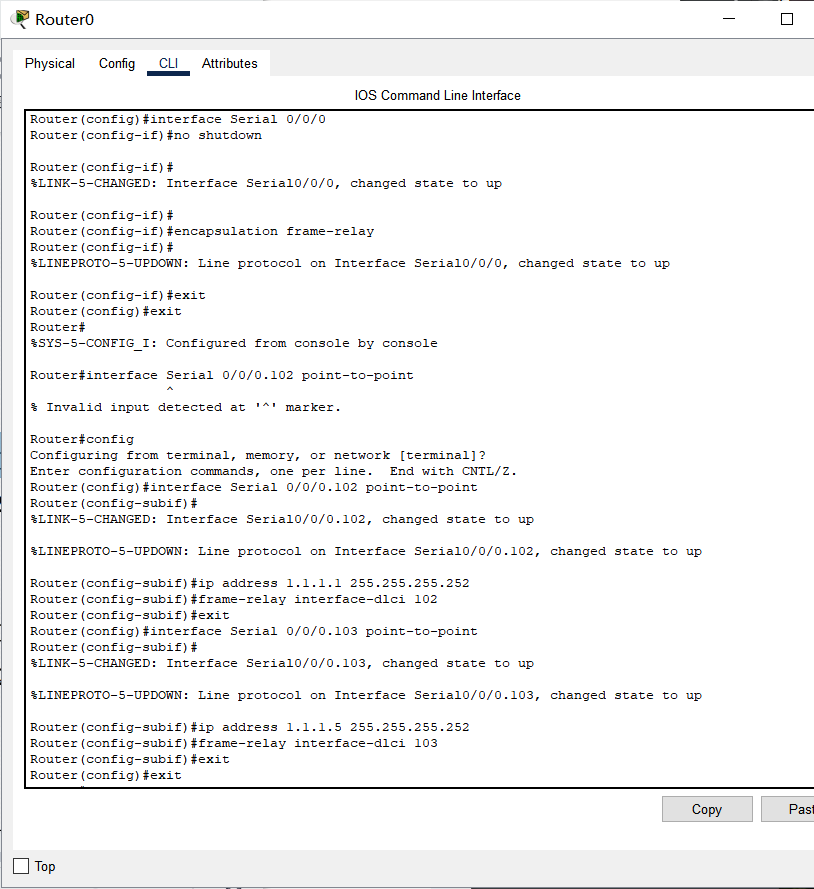 Router0
Physical Config CLI Attributes
IOS Command Line Interface
Router(config)#interface Serial 0/0/0
Router(config-if)#no shutdown
Router(config-if)#
%LINK-5-CHANGED: Interface Serial0/0/0, changed state to up
Router(config-if)#
Router(config-if)#encapsulation frame-relay
Router(config-if)#
%LINEPROTO-5-UPDOWN: Line protocol on Interface Serial0/0/0, changed state to up
Router(config-if)#exit
Router(config)#exit
Router#
%SYS-5-CONFIG_I: Configured from console by console
Router#interface Serial 0/0/0.102 point-to-point
^
% Invalid input detected at '^' marker.
Router#config
Configuring from terminal, memory, or network [terminal]?
Enter configuration commands, one per line.  End with CNTL/Z.
Router(config)#interface Serial 0/0/0.102 point-to-point
Router(config-subif)#
%LINK-5-CHANGED: Interface Serial0/0/0.102, changed state to up
%LINEPROTO-5-UPDOWN: Line protocol on Interface Serial0/0/0.102, changed state to up
Router(config-subif)#ip address 1.1.1.1 255.255.255.252
Router(config-subif)#frame-relay interface-dlci 102
Router(config-subif)#exit
Router(config)#interface Serial 0/0/0.103 point-to-point
Router(config-subif)#
%LINK-5-CHANGED: Interface Serial0/0/0.103, changed state to up
%LINEPROTO-5-UPDOWN: Line protocol on Interface Serial0/0/0.103, changed state to up
Router(config-subif)#ip address 1.1.1.5 255.255.255.252
Router(config-subif)#frame-relay interface-dlci 103
Router(config-subif)#exit
Router(config)#exit
Copy Past
Top